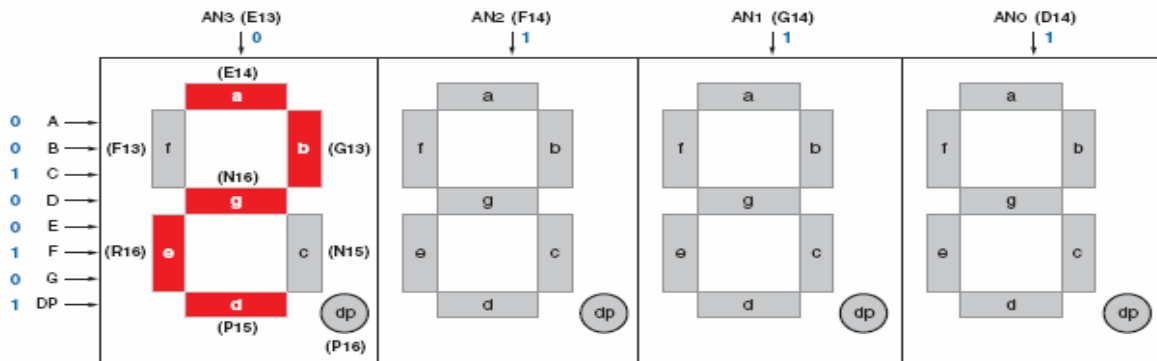 AN3 (E13) AN2 (F14) AN1 (G14) AN0 (D14)
0 1 1 1
(E14)
a a a a
0 A
0 B (F13) f b (G13) f b f b f b
1 C (N16)
0 D g g g g
0 E
1 F (R16) e c (N15) e c e c e c
0 G
1 DP d dp d dp d dp d dp
(P15) (P16)